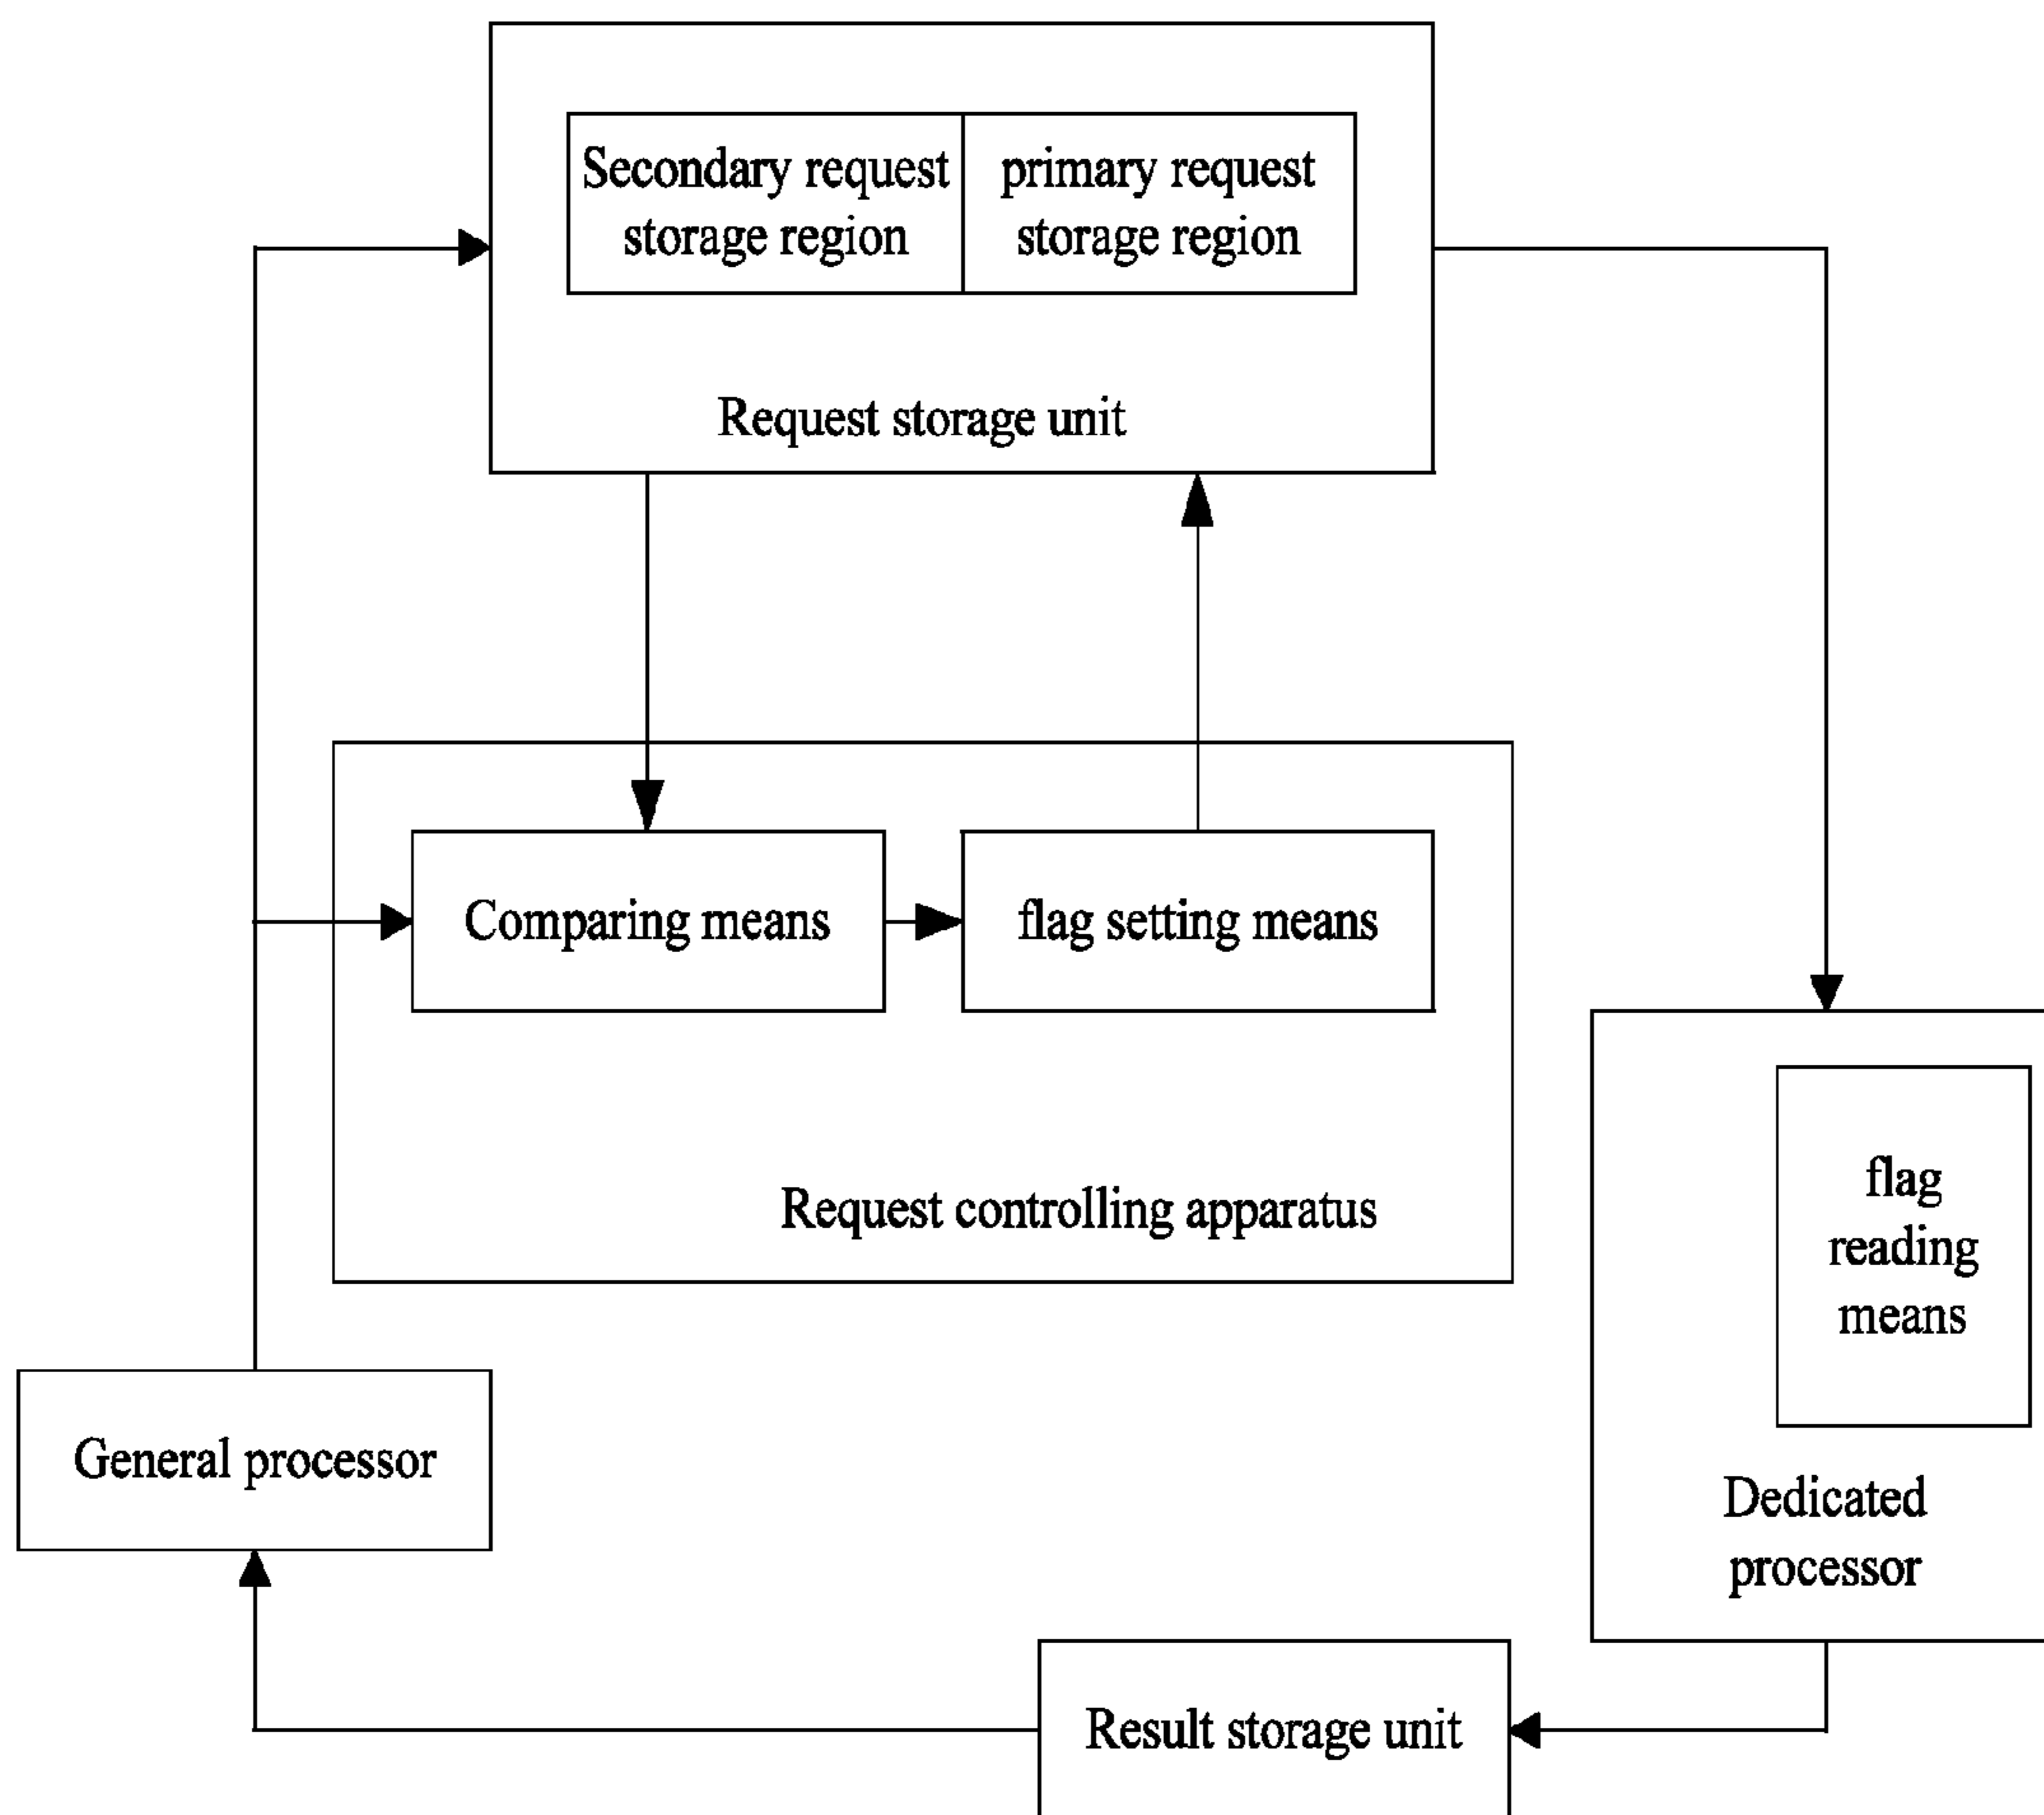 Secondary request
storage region
primary request
storage region
Request storage unit
Comparing means
flag setting means
Request controlling apparatus
flag
reading
means
General processor
Dedicated
processor
Result storage unit